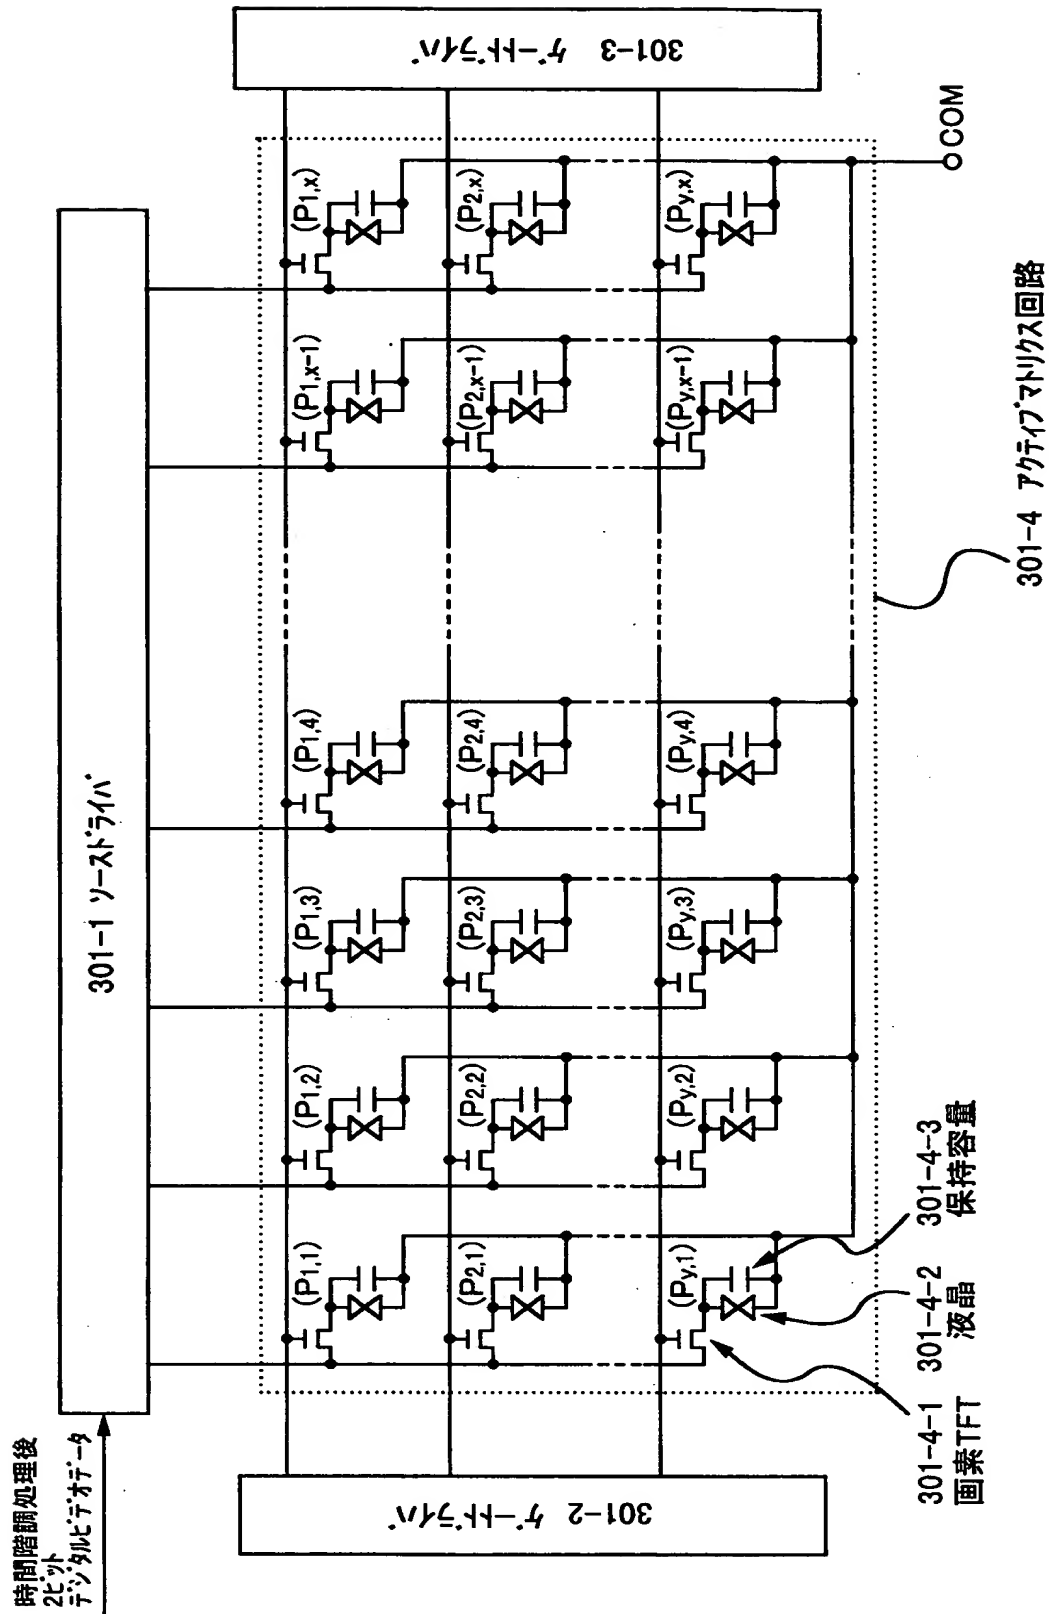 時間階調処理後
2ビット
デジタルビデオデータ
301-1 ソースドライバ
301-2 ゲートドライバ
301-3 ゲートドライバ
(P1,1)
(P1,2)
(P1,3)
(P1,4)
(P1,x-1)
(P1,x)
(P2,1)
(P2,2)
(P2,3)
(P2,4)
(P2,x-1)
(P2,x)
(Py,1)
(Py,2)
(Py,3)
(Py,4)
(Py,x-1)
(Py,x)
COM
301-4-1
画素TFT
301-4-2
液晶
301-4-3
保持容量
301-4 アクティブマトリクス回路